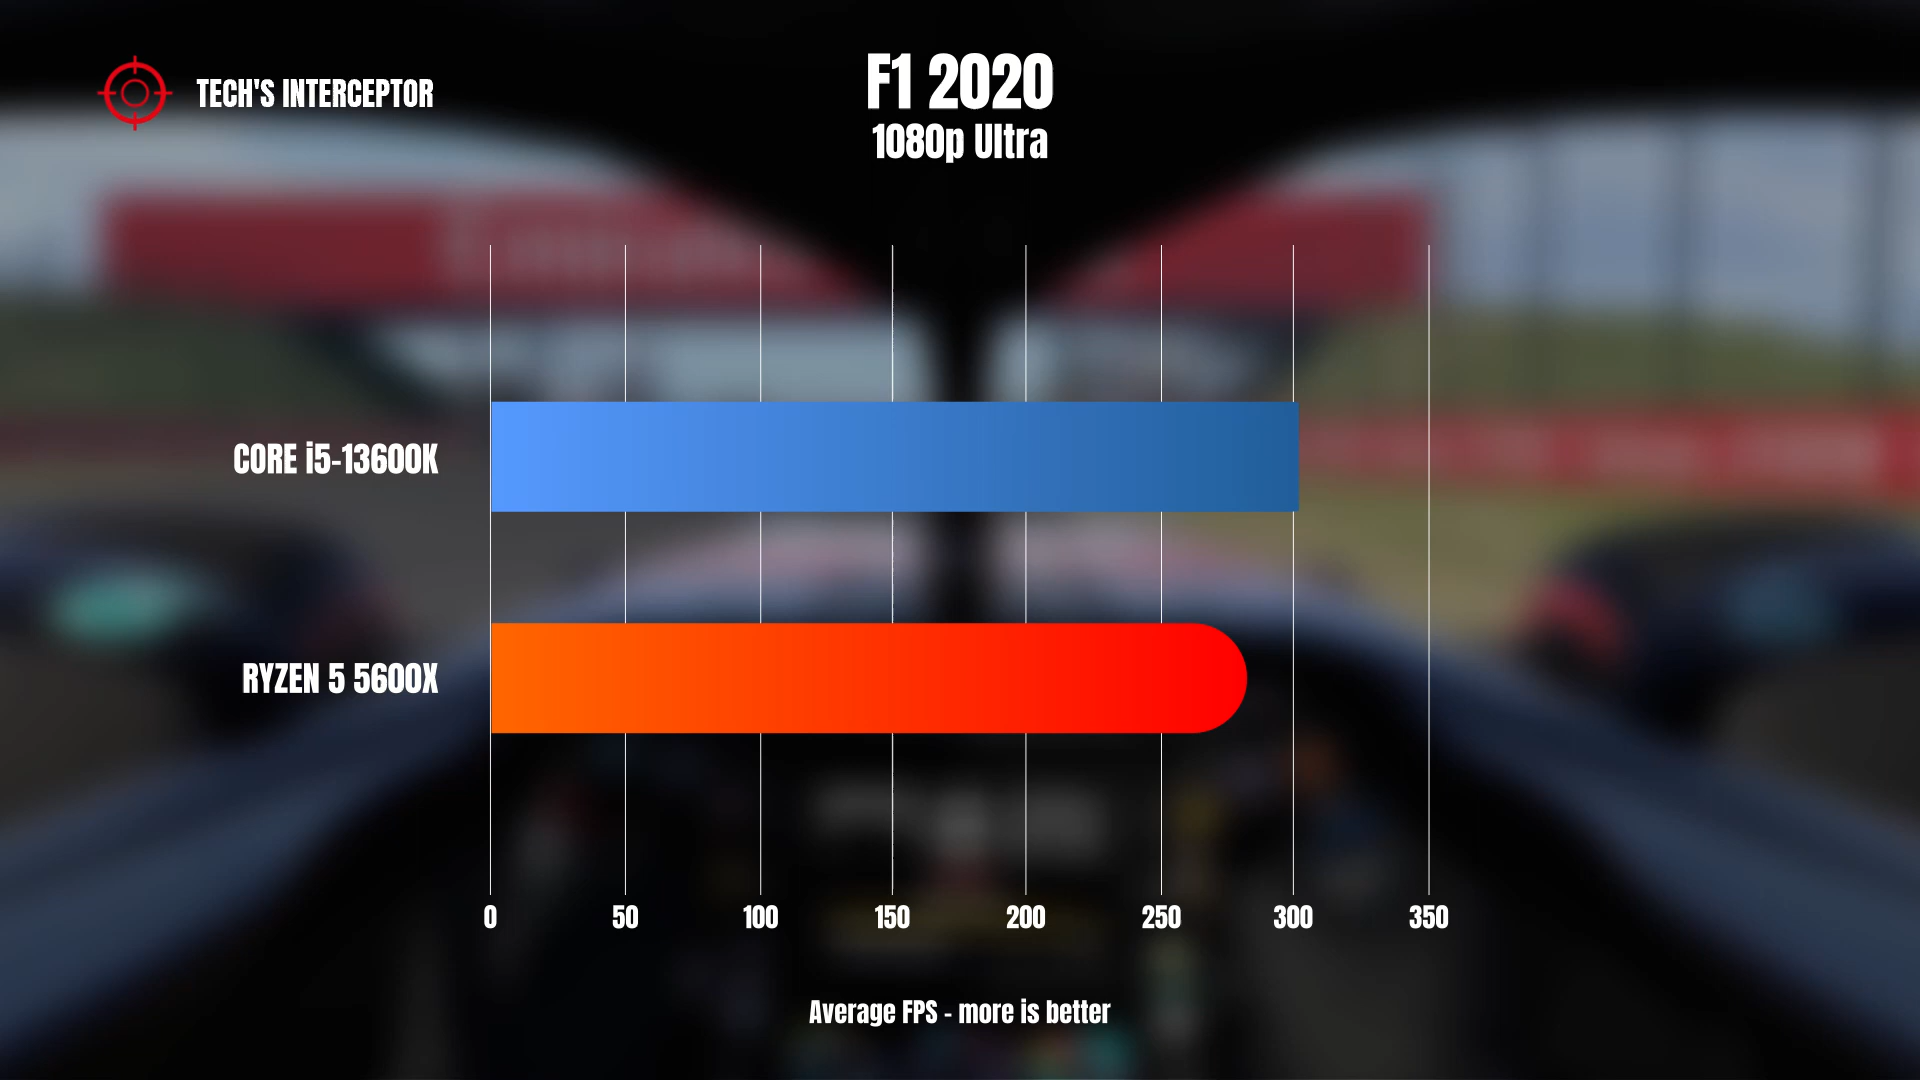 TECH'S INTERCEPTOR
F1 2020
1080p Ultra
CORE i5-13600K
RYZEN 5 5600X
0 50 100 150 200 250 300 350
Average FPS - more is better